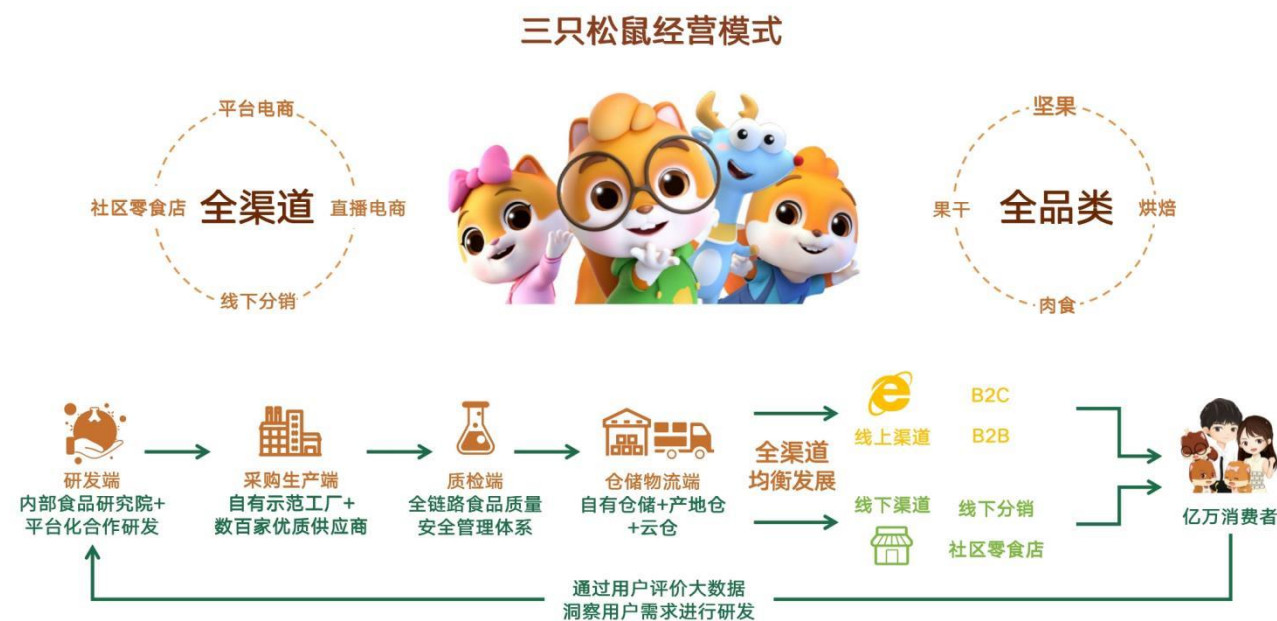 三只松鼠经营模式
平台电商
社区零食店
全渠道
直播电商
线下分销
坚果
果干
全品类
烘焙
肉食
研发端
内部食品研究院+
平台化合作研发
采购生产端
自有示范工厂+
数百家优质供应商
质检端
全链路食品质量
安全管理体系
仓储物流端
自有仓储+产地仓
+云仓
全渠道
均衡发展
线上渠道
B2C
B2B
线下渠道
线下分销
社区零食店
亿万消费者
通过用户评价大数据
洞察用户需求进行研发